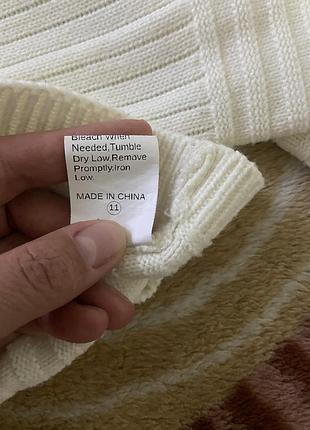 Bleach When
Needed,Tumble
Dry Low,Remove
Promptly,Iron
Low.
MADE IN CHINA
11